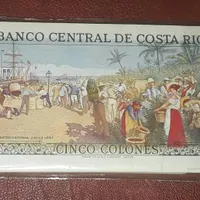 BANCO CENTRAL DE COSTA RIC
CINCO COLONES